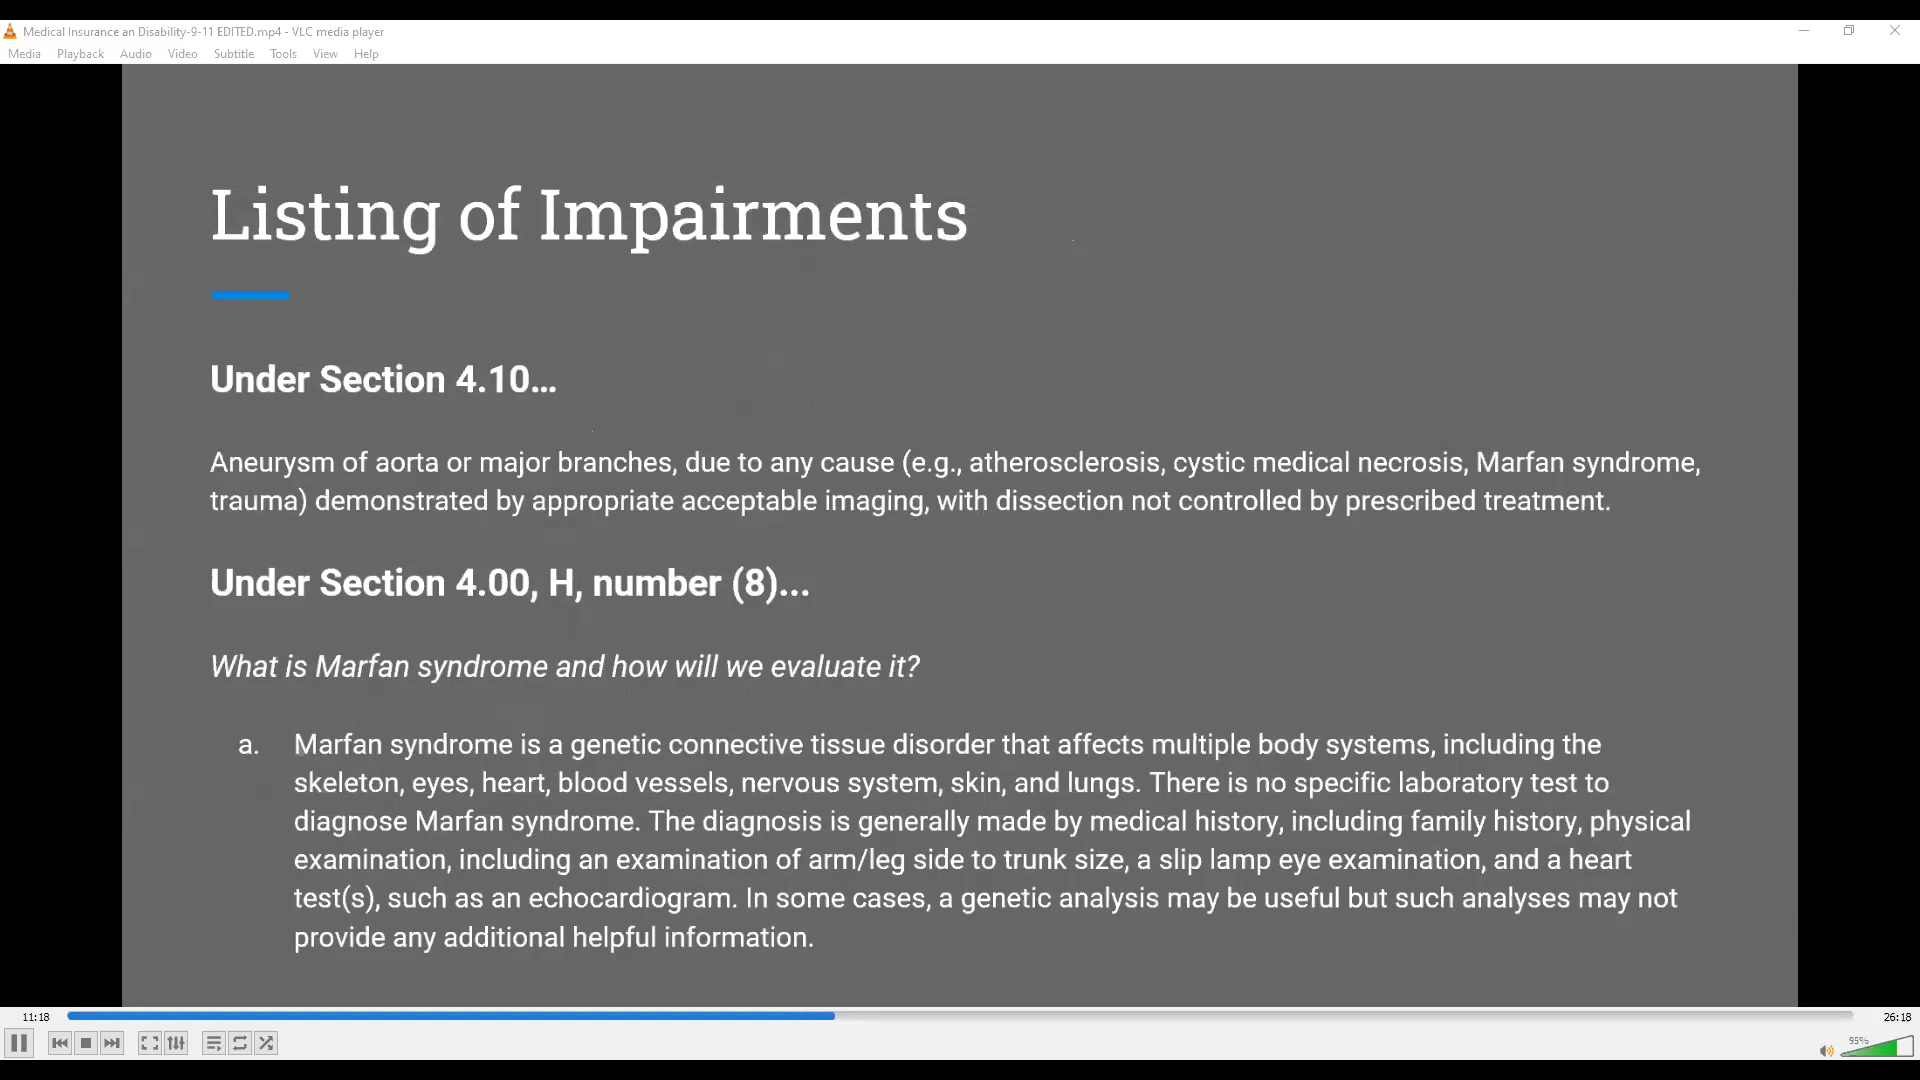 Medical Insurance an Disability-9-11 EDITED.mp4 - VLC media player
Media Playback Audio Video Subtitle Tools View Help
Listing of Impairments
Under Section 4.10...
Aneurysm of aorta or major branches, due to any cause (e.g., atherosclerosis, cystic medical necrosis, Marfan syndrome,
trauma) demonstrated by appropriate acceptable imaging, with dissection not controlled by prescribed treatment.
Under Section 4.00, H, number (8)...
What is Marfan syndrome and how will we evaluate it?
a. Marfan syndrome is a genetic connective tissue disorder that affects multiple body systems, including the
skeleton, eyes, heart, blood vessels, nervous system, skin, and lungs. There is no specific laboratory test to
diagnose Marfan syndrome. The diagnosis is generally made by medical history, including family history, physical
examination, including an examination of arm/leg side to trunk size, a slip lamp eye examination, and a heart
test(s), such as an echocardiogram. In some cases, a genetic analysis may be useful but such analyses may not
provide any additional helpful information.
11:18 26:18
95%